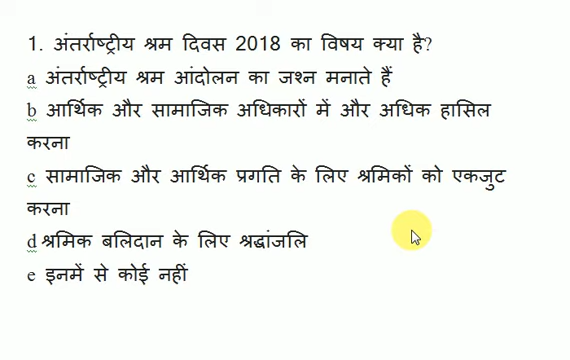 1. अंतर्राष्ट्रीय श्रम दिवस 2018 का विषय क्या है?
a अंतर्राष्ट्रीय श्रम आंदोलन का जश्न मनाते हैं
b आर्थिक और सामाजिक अधिकारों में और अधिक हासिल
करना
c सामाजिक और आर्थिक प्रगति के लिए श्रमिकों को एकजुट
करना
d श्रमिक बलिदान के लिए श्रद्धांजलि
e इनमें से कोई नहीं